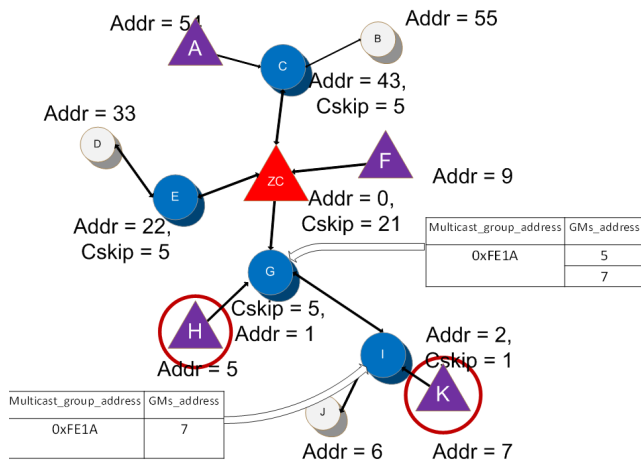 Addr = 54
Addr = 55
A
B
C
Addr = 43,
Cskip = 5
Addr = 33
D
F
ZC
E
Addr = 9
Addr = 0,
Cskip = 21
Addr = 22,
Cskip = 5
Multicast_group_address GMs_address
0xFE1A 5
7
G
Cskip = 5,
Addr = 1
H
Addr = 5
Addr = 2,
Cskip = 1
I
K
Multicast_group_address GMs_address
0xFE1A 7
J
Addr = 6
Addr = 7